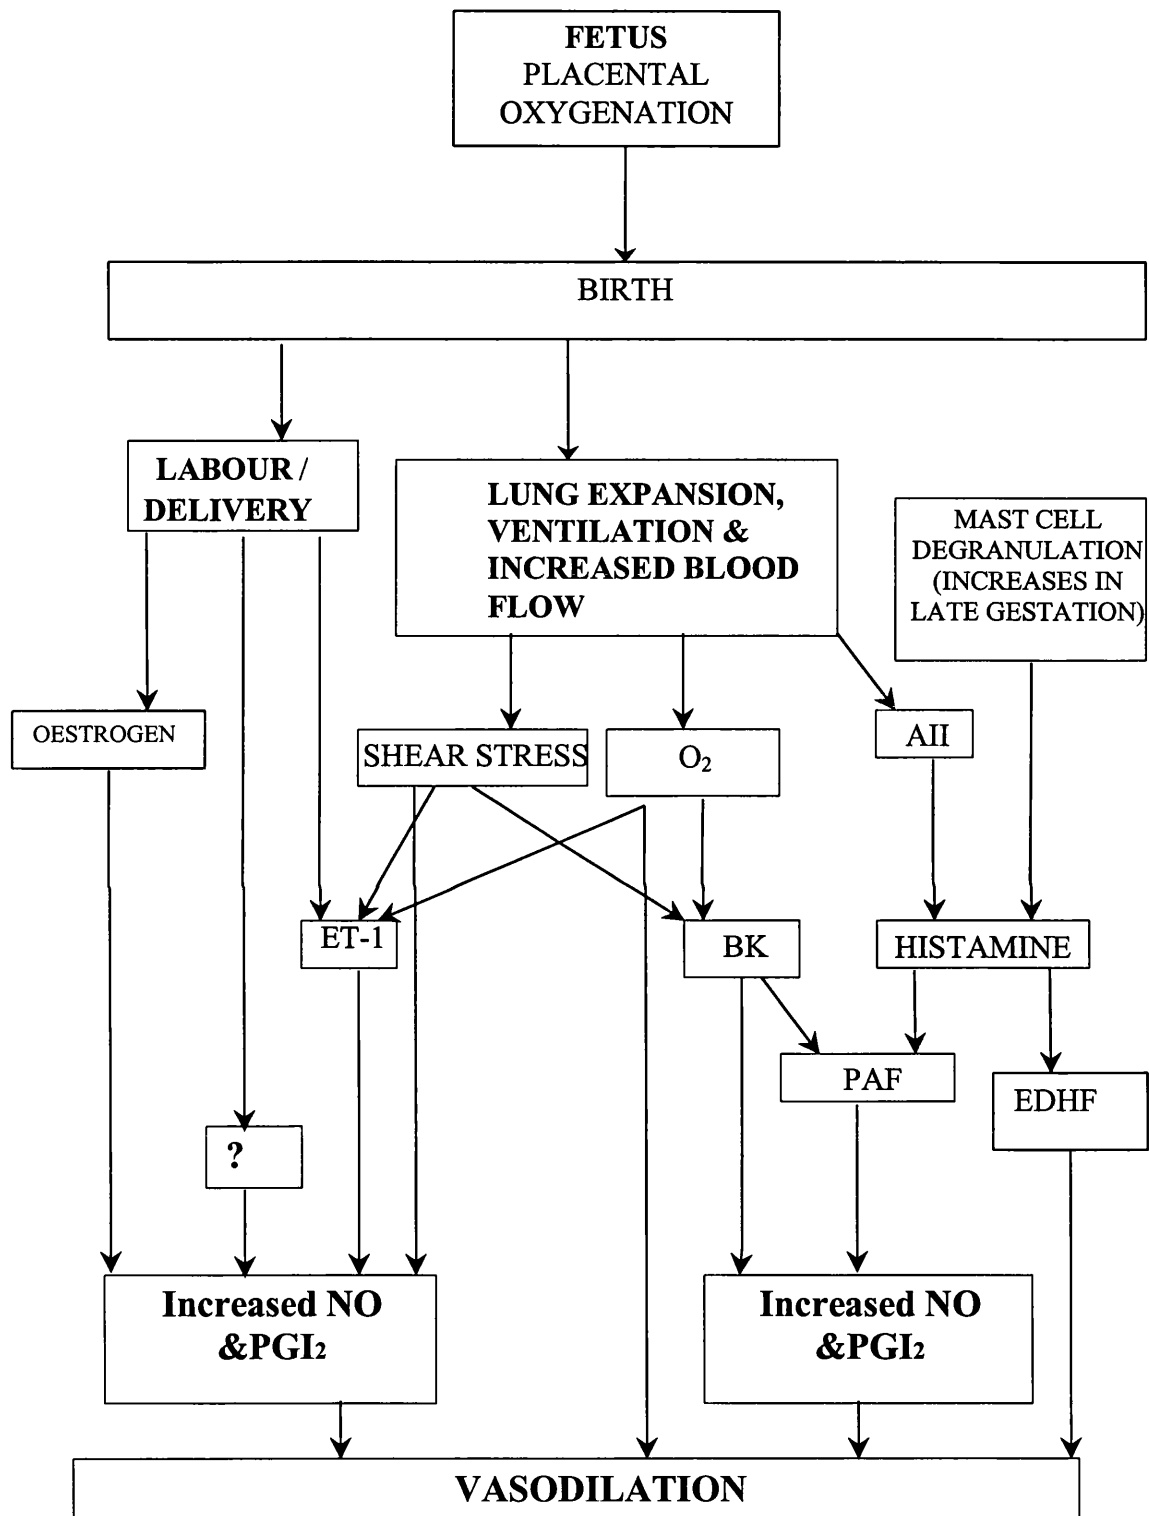 FETUS
PLACENTAL
OXYGENATION
BIRTH
LABOUR /
DELIVERY
LUNG EXPANSION,
VENTILATION &
INCREASED BLOOD
FLOW
MAST CELL
DEGRANULATION
(INCREASES IN
LATE GESTATION)
OESTROGEN
SHEAR STRESS
O₂
AII
ET-1
BK
HISTAMINE
PAF
EDHF
?
Increased NO
&PGI₂
Increased NO
&PGI₂
VASODILATION